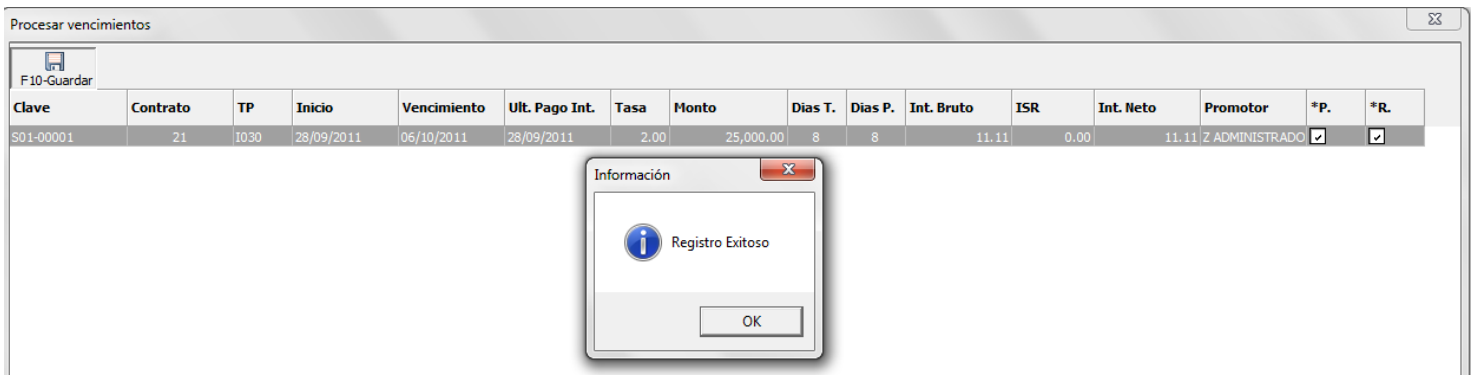 Procesar vencimientos
F10-Guardar
Clave Contrato TP Inicio Vencimiento Ult. Pago Int. Tasa Monto Dias T. Dias P. Int. Bruto ISR Int. Neto Promotor *P. *R.
S01-00001 21 I030 28/09/2011 06/10/2011 28/09/2011 2.00 25,000.00 8 8 11.11 0.00 11.11 Z ADMINISTRADO
Información
Registro Exitoso
OK